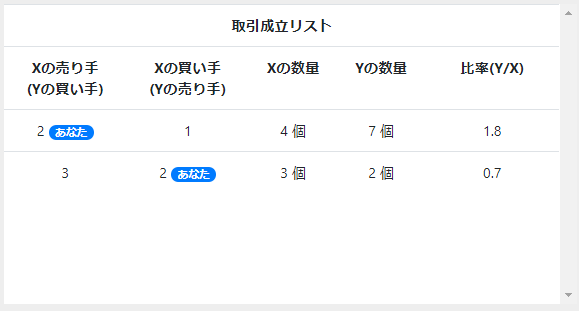 取引成立リスト
Xの売り手 Xの買い手 Xの数量 Yの数量 比率(Y/X)
(Yの買い手) (Yの売り手)
2 あなた 1 4 個 7 個 1.8
3 2 あなた 3 個 2 個 0.7